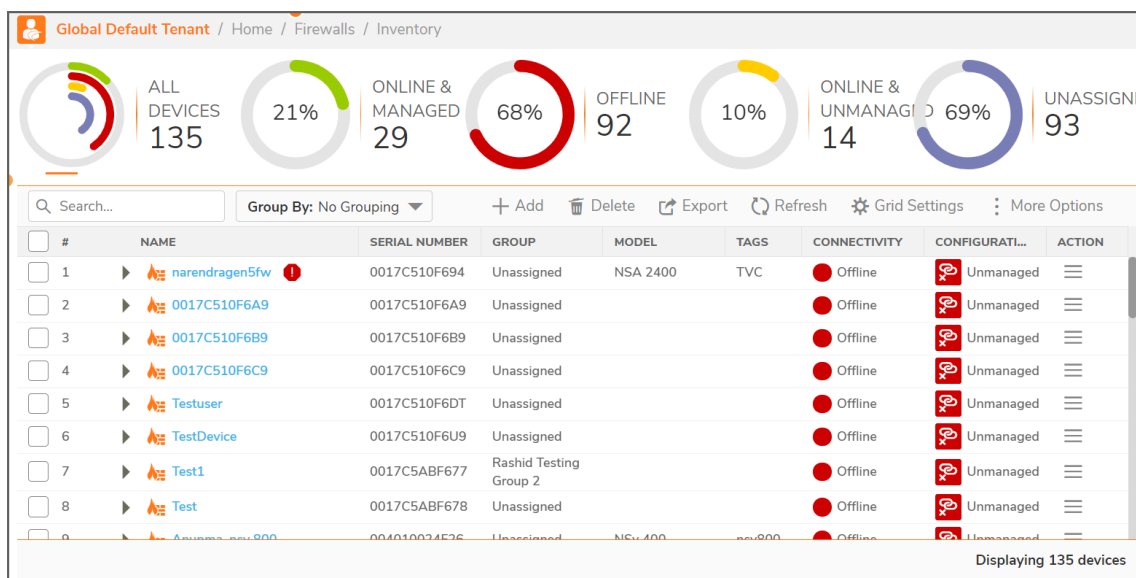 Global Default Tenant / Home / Firewalls / Inventory
ALL DEVICES 135
21%
ONLINE & MANAGED 29
68%
OFFLINE 92
10%
ONLINE & UNMANAG 14
69%
UNASSIGN 93
Search...
Group By: No Grouping
Add
Delete
Export
Refresh
Grid Settings
More Options
# NAME SERIAL NUMBER GROUP MODEL TAGS CONNECTIVITY CONFIGURATI... ACTION
1 narendragen5fw 0017C510F694 Unassigned NSA 2400 TVC Offline Unmanaged
2 0017C510F6A9 0017C510F6A9 Unassigned Offline Unmanaged
3 0017C510F6B9 0017C510F6B9 Unassigned Offline Unmanaged
4 0017C510F6C9 0017C510F6C9 Unassigned Offline Unmanaged
5 Testuser 0017C510F6DT Unassigned Offline Unmanaged
6 TestDevice 0017C510F6U9 Unassigned Offline Unmanaged
7 Test1 0017C5ABF677 Rashid Testing Group 2 Offline Unmanaged
8 Test 0017C5ABF678 Unassigned Offline Unmanaged
Displaying 135 devices